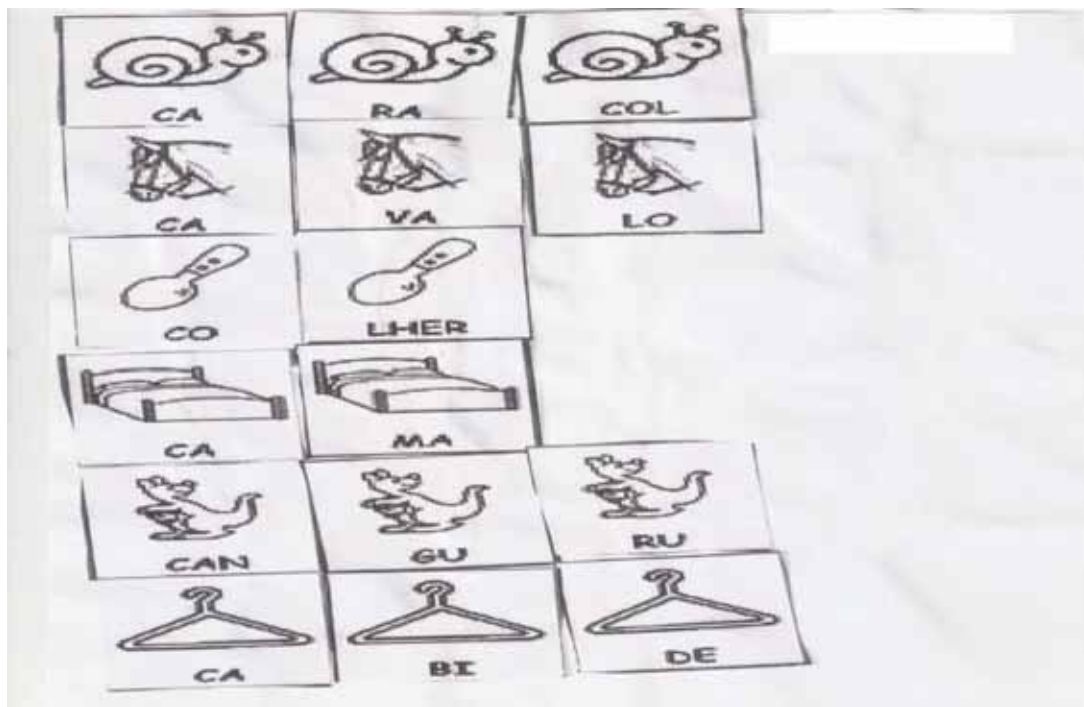 CA RA COL
CA VA LO
CO LHER
CA MA
CAN GU RU
CA BI DE